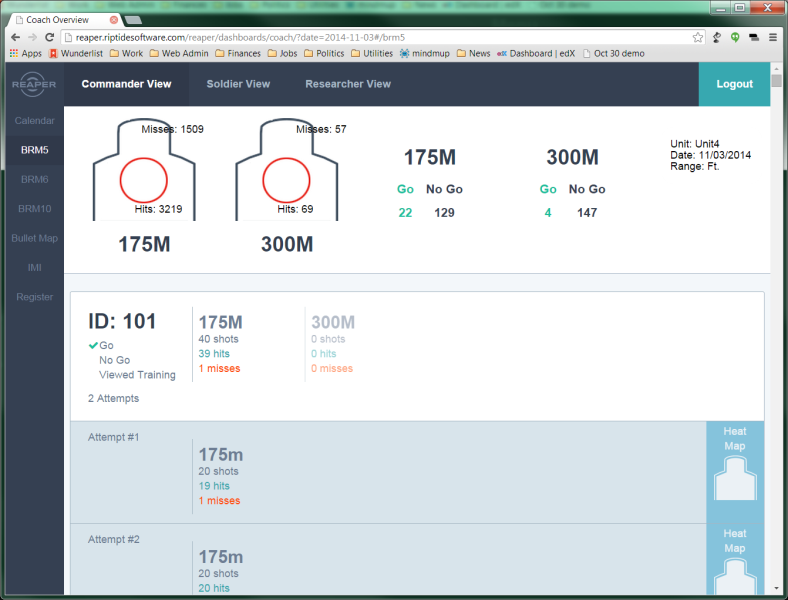 Coach Overview
reaper.riptidesoftware.com/reaper/dashboards/coach/?date=2014-11-03#/brm5
Apps Wunderlist Work Web Admin Finances Jobs Politics Utilities mindmup News Dashboard | edX Oct 30 demo
REAPER
Commander View Soldier View Researcher View Logout
Calendar
BRM5
BRM6
BRM10
Bullet Map
IMI
Register
Misses: 1509
Hits: 3219
175M
Misses: 57
Hits: 69
300M
175M
Go No Go
22 129
300M
Go No Go
4 147
Unit: Unit4
Date: 11/03/2014
Range: Ft.
ID: 101
Go
No Go
Viewed Training
2 Attempts
175M
40 shots
39 hits
1 misses
300M
0 shots
0 hits
0 misses
Attempt #1
175m
20 shots
19 hits
1 misses
Heat
Map
Attempt #2
175m
20 shots
20 hits
Heat
Map